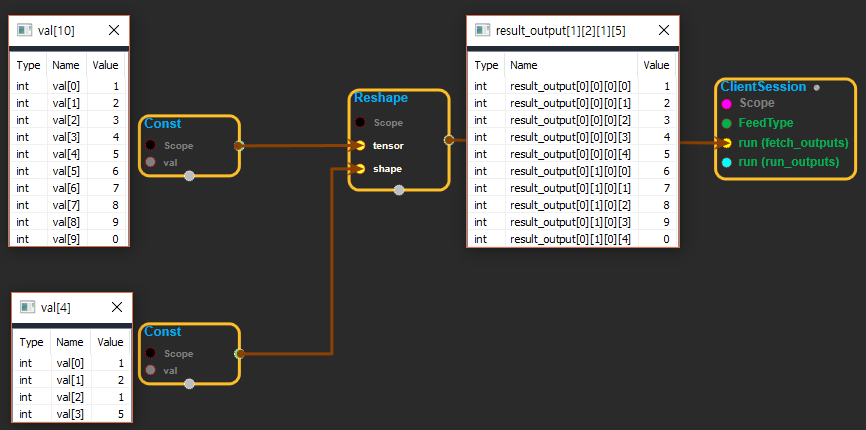 val[10]
Type Name Value
int val[0] 1
int val[1] 2
int val[2] 3
int val[3] 4
int val[4] 5
int val[5] 6
int val[6] 7
int val[7] 8
int val[8] 9
int val[9] 0
Const
Scope
val
Reshape
Scope
tensor
shape
result_output[1][2][1][5]
Type Name Value
int result_output[0][0][0][0] 1
int result_output[0][0][0][1] 2
int result_output[0][0][0][2] 3
int result_output[0][0][0][3] 4
int result_output[0][0][0][4] 5
int result_output[0][1][0][0] 6
int result_output[0][1][0][1] 7
int result_output[0][1][0][2] 8
int result_output[0][1][0][3] 9
int result_output[0][1][0][4] 0
ClientSession
Scope
FeedType
run (fetch_outputs)
run (run_outputs)
val[4]
Type Name Value
int val[0] 1
int val[1] 2
int val[2] 1
int val[3] 5
Const
Scope
val